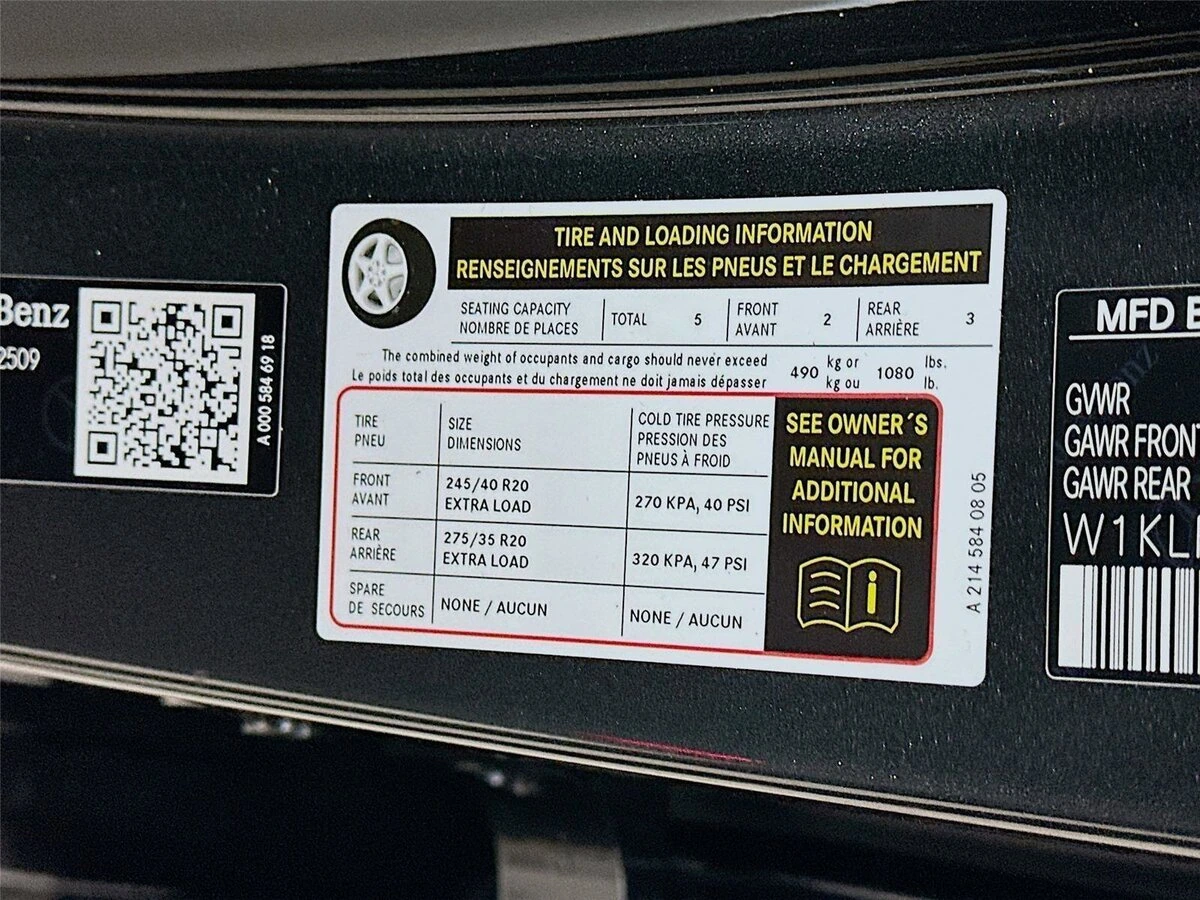 Benz
2509
A 000 584 69 18
TIRE AND LOADING INFORMATION
RENSEIGNEMENTS SUR LES PNEUS ET LE CHARGEMENT
SEATING CAPACITY
NOMBRE DE PLACES
TOTAL 5
FRONT
AVANT
2
REAR
ARRIÈRE
3
The combined weight of occupants and cargo should never exceed
Le poids total des occupants et du chargement ne doit jamais dépasser
490 kg or
kg ou
1080 lbs.
lb.
TIRE
PNEU
SIZE
DIMENSIONS
COLD TIRE PRESSURE
PRESSION DES
PNEUS À FROID
FRONT
AVANT
245/40 R20
EXTRA LOAD
270 KPA, 40 PSI
REAR
ARRIÈRE
275/35 R20
EXTRA LOAD
320 KPA, 47 PSI
SPARE
DE SECOURS
NONE / AUCUN
NONE / AUCUN
SEE OWNER´S
MANUAL FOR
ADDITIONAL
INFORMATION
A 214 584 08 05
MFD
GVWR
GAWR FRONT
GAWR REAR
W1KL